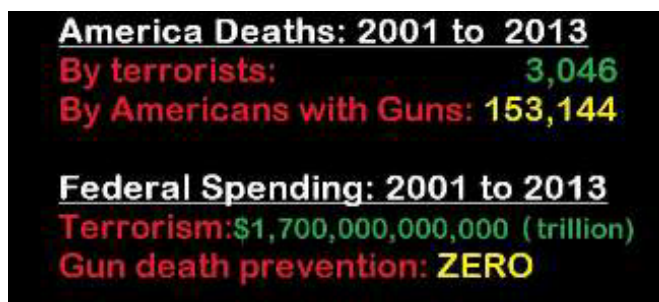 America Deaths: 2001 to 2013
By terrorists: 3,046
By Americans with Guns: 153,144
Federal Spending: 2001 to 2013
Terrorism:$1,700,000,000,000 (trillion)
Gun death prevention: ZERO